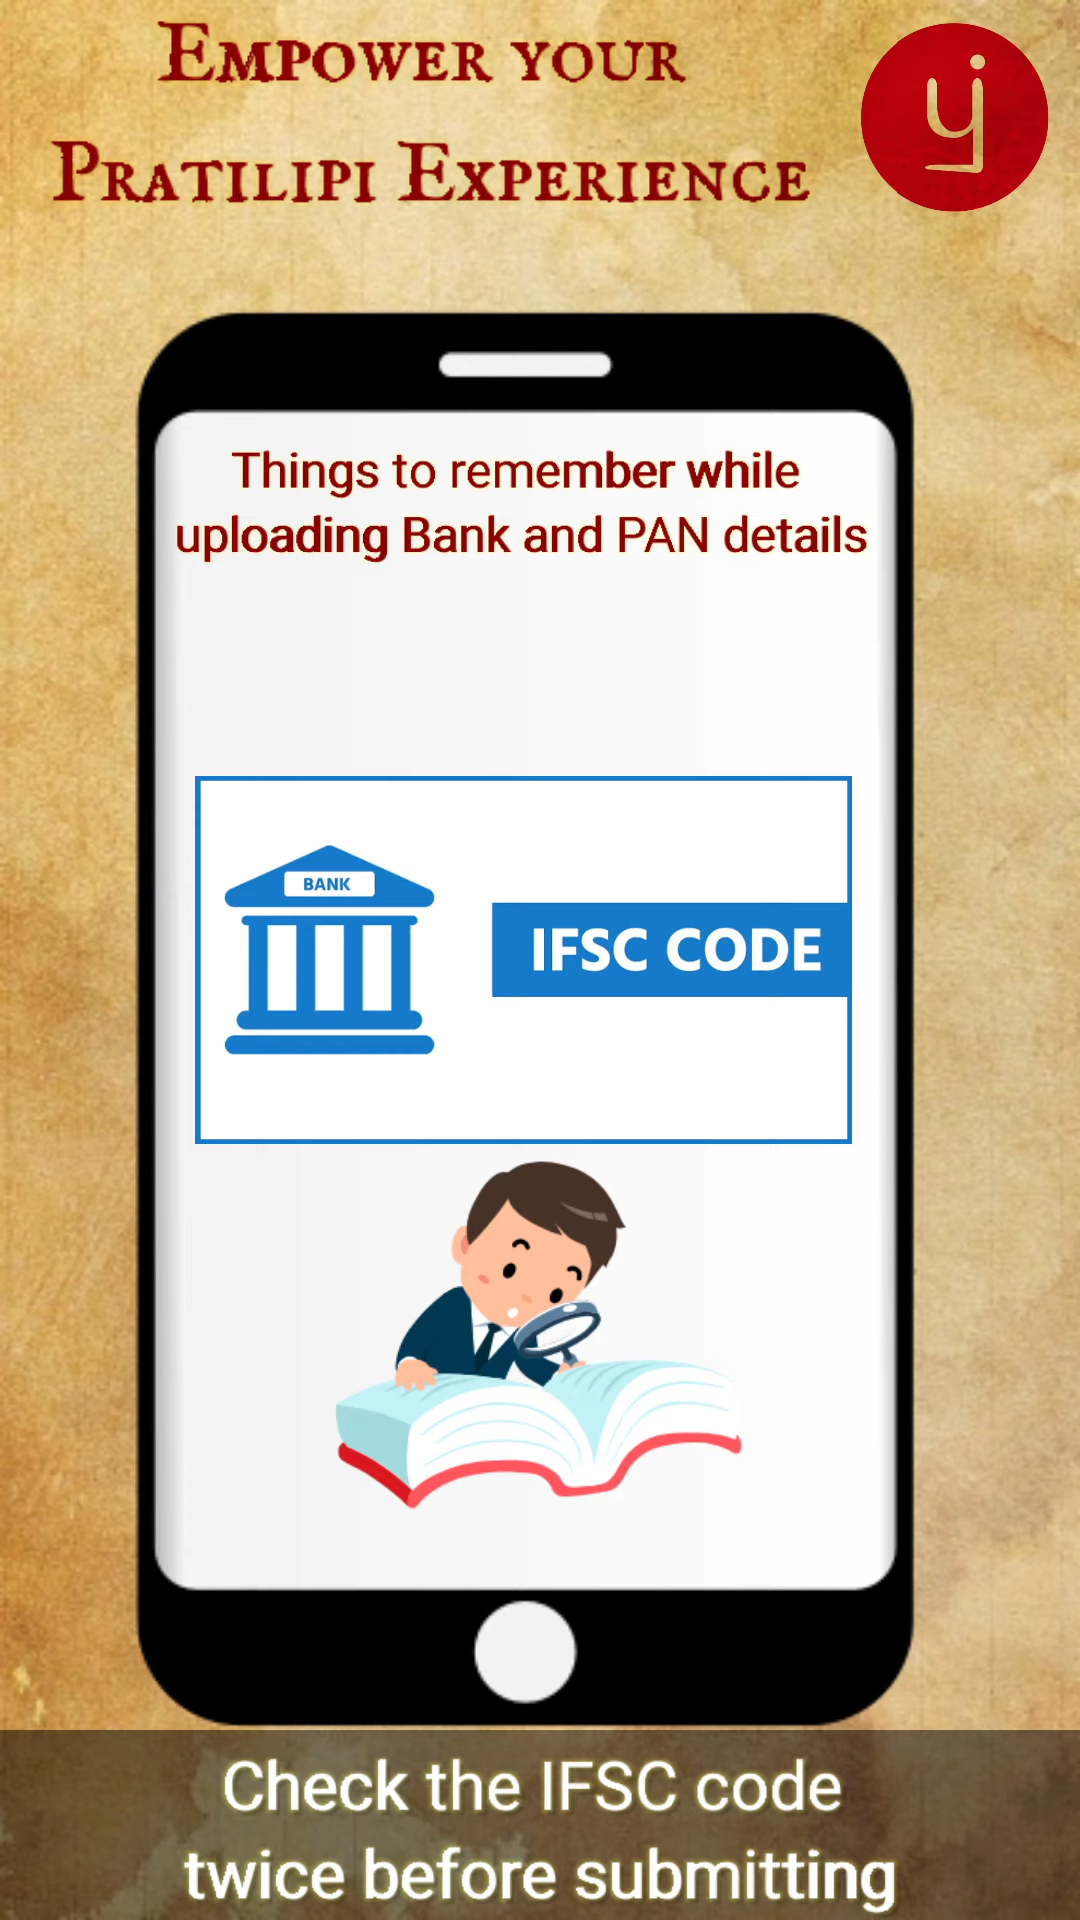 Empower your
Pratilipi Experience
Things to remember while
uploading Bank and PAN details
BANK
IFSC CODE
Check the IFSC code
twice before submitting